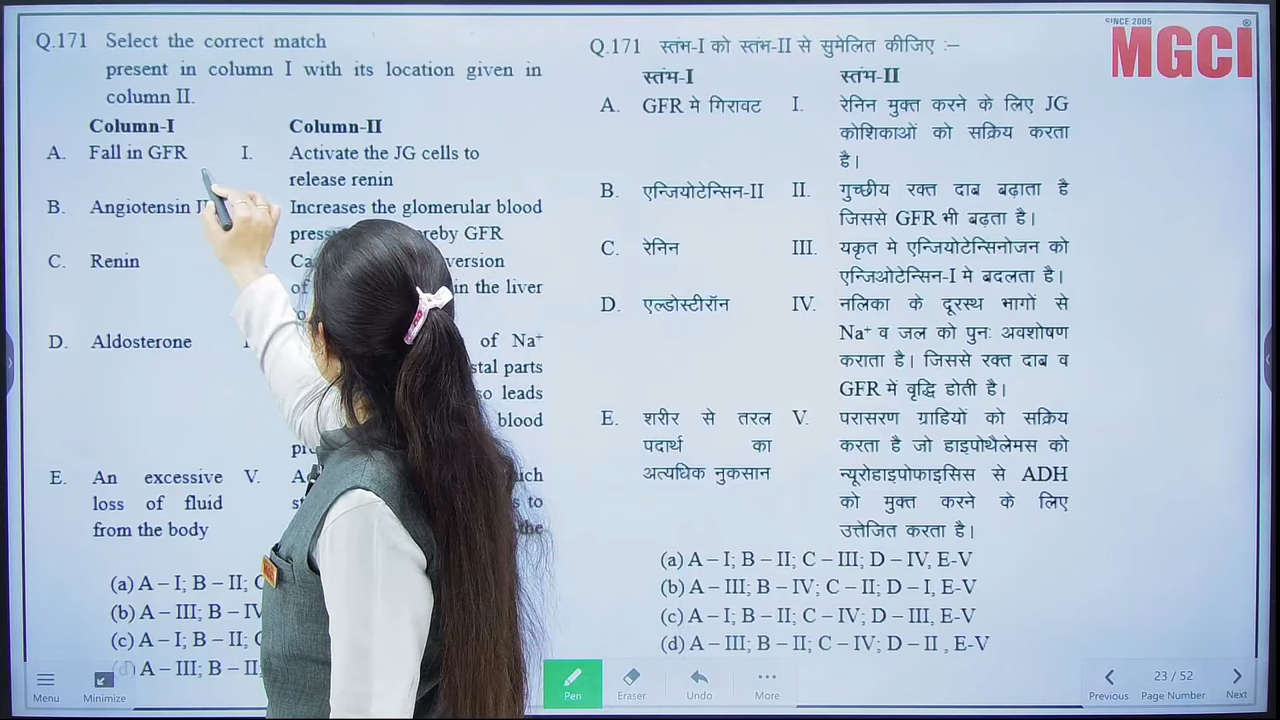 Q.171 Select the correct match
present in column I with its location given in
column II.
Column-I Column-II
A. Fall in GFR I. Activate the JG cells to
release renin
B. Angiotensin Increases the glomerular blood
GFR
C. Renin
in the liver
D. Aldosterone of Na⁺
parts
leads
blood
E. An excessive V.
loss of fluid to
from the body the
(a) A – I; B – II;
(b) A – III; B – IV
(c) A – I; B – II;
(d) A – III; B – II;
Q.171 स्तंभ-I को स्तंभ-II से सुमेलित कीजिए :–
स्तंभ-I स्तंभ-II
A. GFR मे गिरावट I. रेनिन मुक्त करने के लिए JG
कोशिकाओं को सक्रिय करता
है।
B. एन्जियोटेन्सिन-II II. गुच्छीय रक्त दाब बढ़ाता है
जिससे GFR भी बढ़ता है।
C. रेनिन III. यकृत मे एन्जियोटेन्सिनोजन को
एन्जिओटेन्सिन-I मे बदलता है।
D. एल्डोस्टीरॉन IV. नलिका के दूरस्थ भागों से
Na⁺ व जल को पुनः अवशोषण
कराता है। जिससे रक्त दाब व
GFR में वृद्धि होती है।
E. शरीर से तरल V. परासरण ग्राहियों को सक्रिय
पदार्थ का करता है जो डाइपोथैलेमस को
अत्यधिक नुकसान न्यूरोडाइपोफाइसिस से ADH
को मुक्त करने के लिए
उत्तेजित करता है।
(a) A – I; B – II; C – III; D – IV, E-V
(b) A – III; B – IV; C – II; D – I, E-V
(c) A – I; B – II; C – IV; D – III, E-V
(d) A – III; B – II; C – IV; D – II , E-V
SINCE 2005
MGCI
Menu Minimize Pen Eraser Undo More Previous 23 / 52 Page Number Next